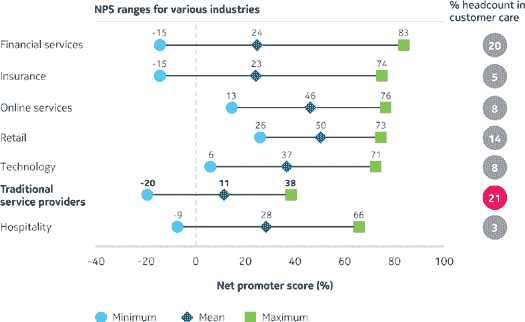 NPS ranges for various industries
% headcount in
customer care
Financial services -15 24 83 20
Insurance -15 23 74 5
Online services 13 46 76 8
Retail 26 50 73 14
Technology 6 37 71 8
Traditional
service providers -20 11 38 21
Hospitality -9 28 66 3
-40 -20 0 20 40 60 80 100
Net promoter score (%)
Minimum Mean Maximum